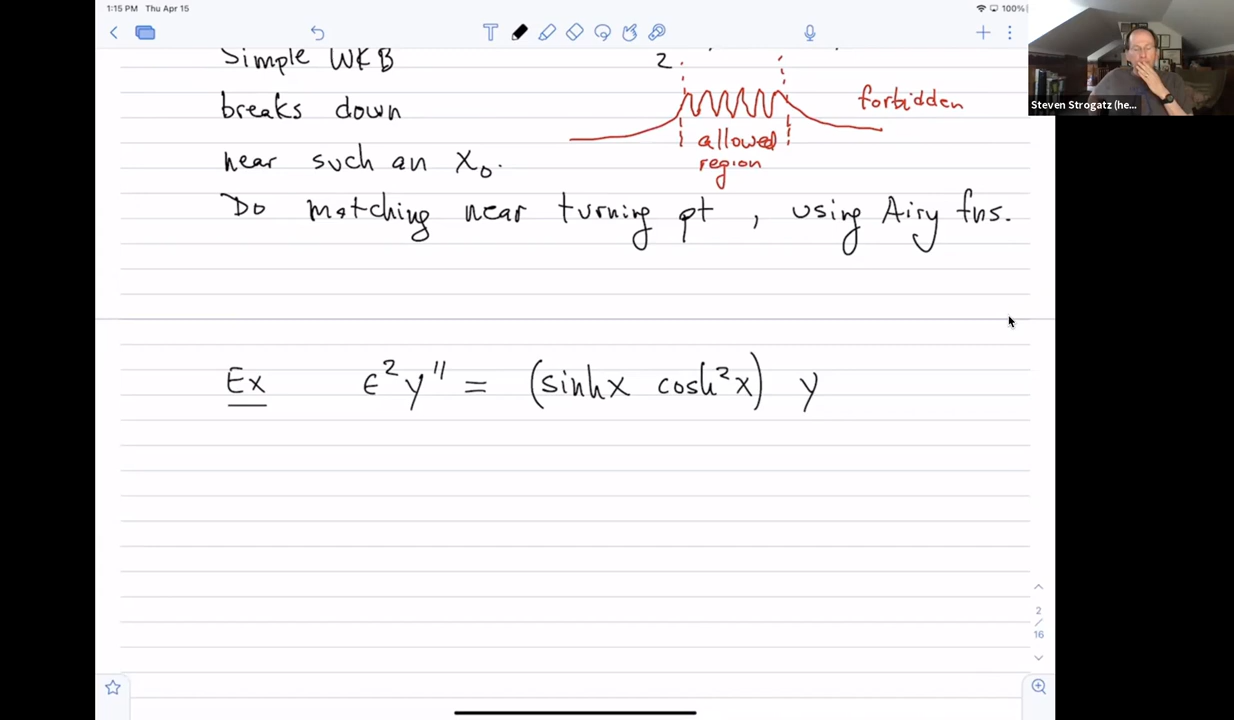 1:15 PM Thu Apr 15
100%
Simple WKB
breaks down
near such an x₀.
2
forbidden
allowed
region
Do matching near turning pt, using Airy fns.
Ex ϵ²y″ = (sinhx cosh²x) y
2
/
16
Steven Strogatz (he...